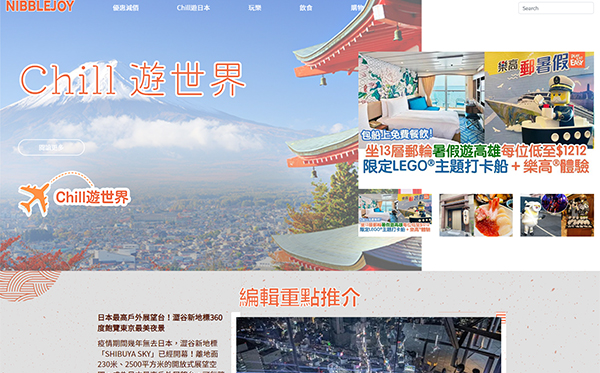 NIBBLEJOY
優惠減價
Chill遊日本
玩樂
飲食
購物
Search
Chill 遊世界
Chill遊世界
樂高郵暑假
包船上免費餐飲!
坐13層郵輪暑假遊高雄每位低至$1212
限定LEGO®主題打卡船+樂高®體驗
編輯重點推介
日本最高戶外展望台！澀谷新地標360
度飽覽東京最美夜景
疫情期間幾年無去日本，澀谷新地標
「SHIBUYA SKY」已經開幕！離地面
230米、2500平方米的開放式展望空